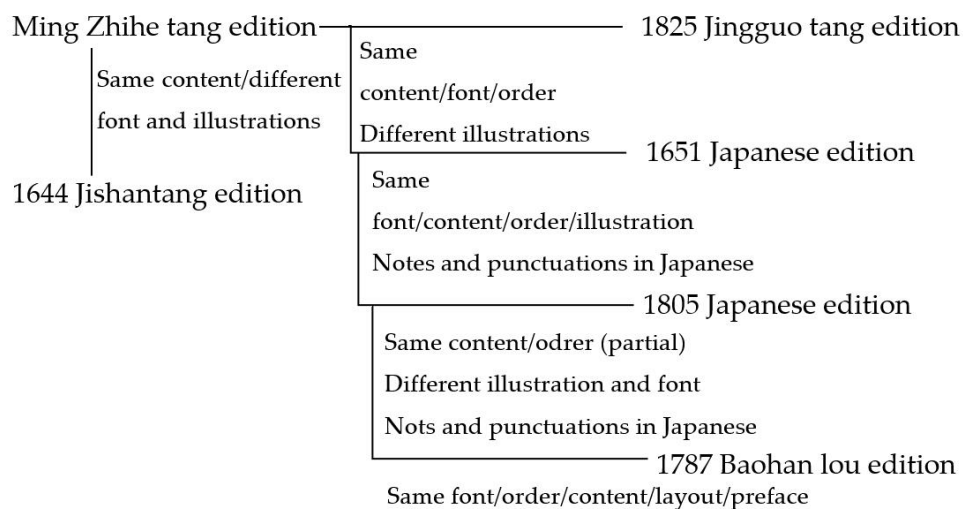 Ming Zhihe tang edition
1825 Jingguo tang edition
Same content/different
font and illustrations
Same
content/font/order
Different illustrations
1651 Japanese edition
1644 Jishantang edition
Same
font/content/order/illustration
Notes and punctuations in Japanese
1805 Japanese edition
Same content/odrer (partial)
Different illustration and font
Nots and punctuations in Japanese
1787 Baohan lou edition
Same font/order/content/layout/preface